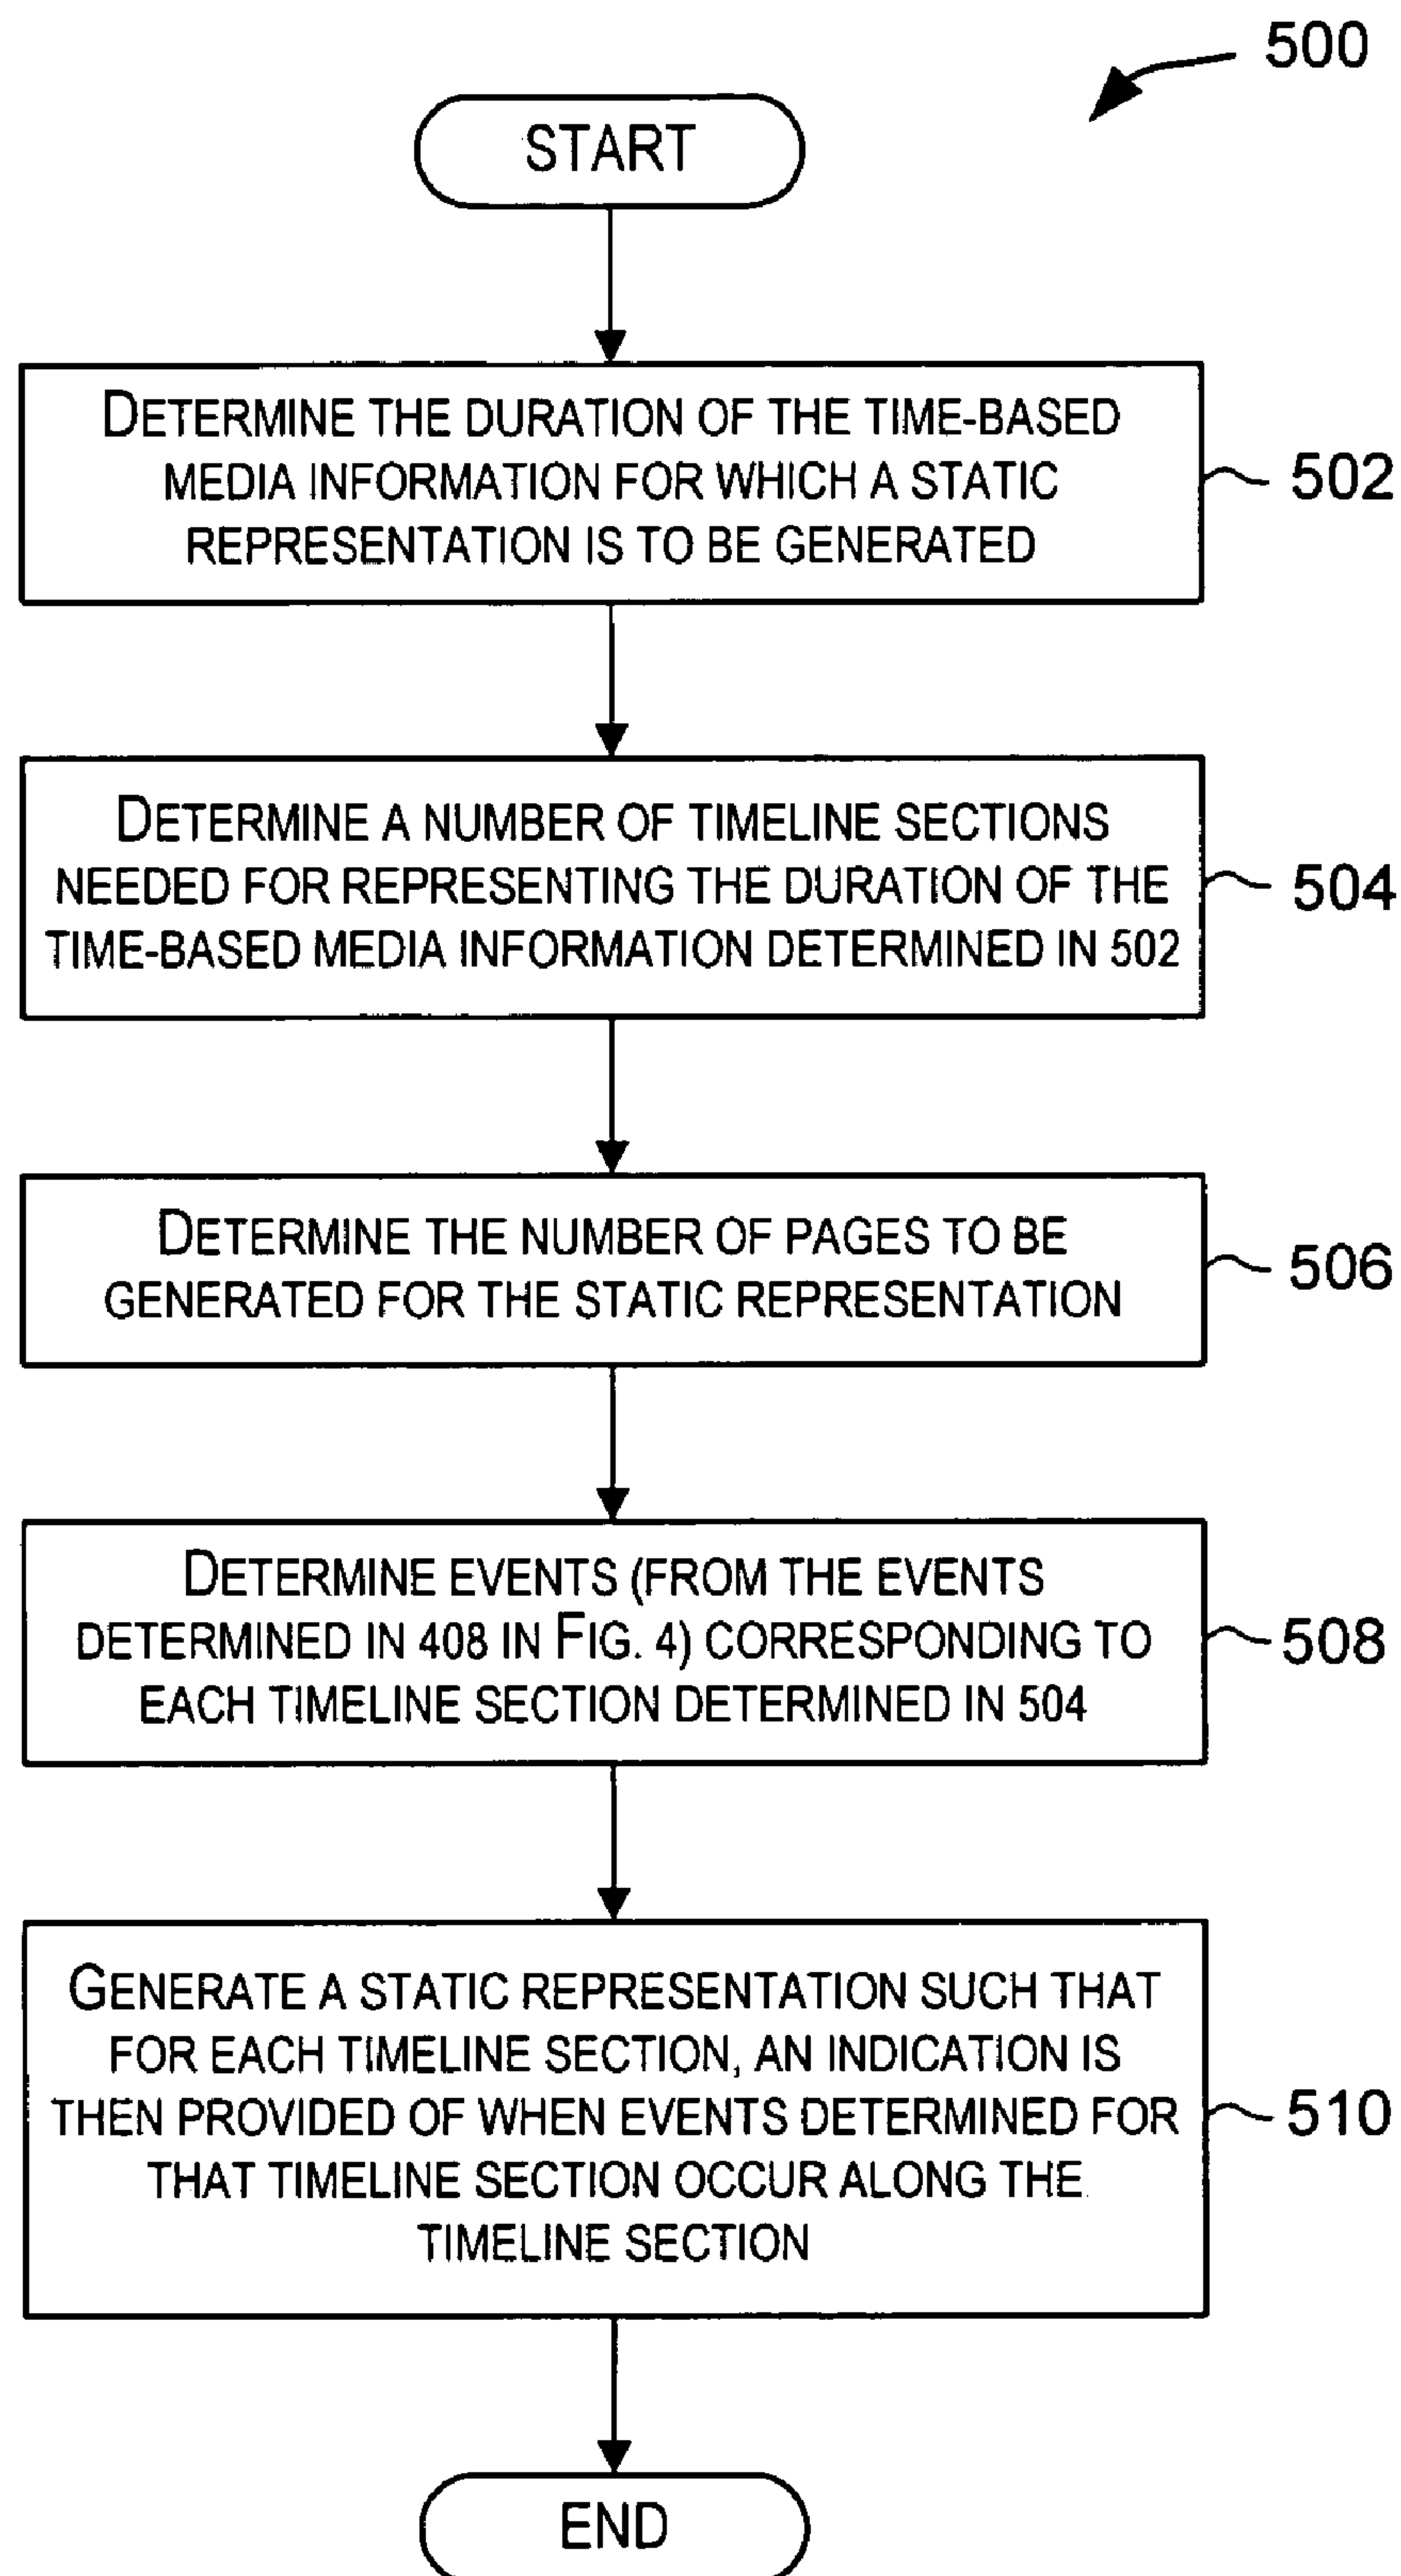 500
START
DETERMINE THE DURATION OF THE TIME-BASED
MEDIA INFORMATION FOR WHICH A STATIC
REPRESENTATION IS TO BE GENERATED
502
DETERMINE A NUMBER OF TIMELINE SECTIONS
NEEDED FOR REPRESENTING THE DURATION OF THE
TIME-BASED MEDIA INFORMATION DETERMINED IN 502
504
DETERMINE THE NUMBER OF PAGES TO BE
GENERATED FOR THE STATIC REPRESENTATION
506
DETERMINE EVENTS (FROM THE EVENTS
DETERMINED IN 408 IN FIG. 4) CORRESPONDING TO
EACH TIMELINE SECTION DETERMINED IN 504
508
GENERATE A STATIC REPRESENTATION SUCH THAT
FOR EACH TIMELINE SECTION, AN INDICATION IS
THEN PROVIDED OF WHEN EVENTS DETERMINED FOR
THAT TIMELINE SECTION OCCUR ALONG THE
TIMELINE SECTION
510
END